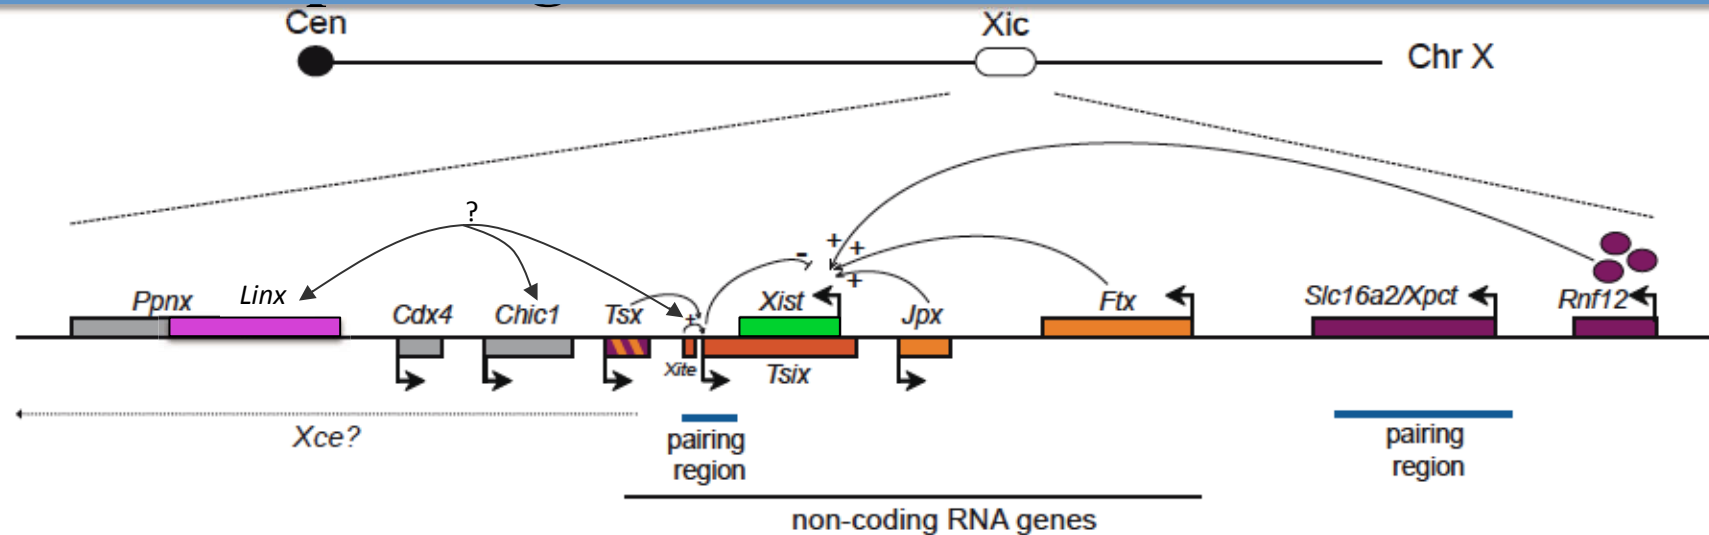 Cen
Xic
Chr X
?
- + +
+
Ppnx Linx Cdx4 Chic1 Tsx + Xist Jpx Ftx Slc16a2/Xpct Rnf12
Xite Tsix
Xce?
pairing
region
pairing
region
non-coding RNA genes